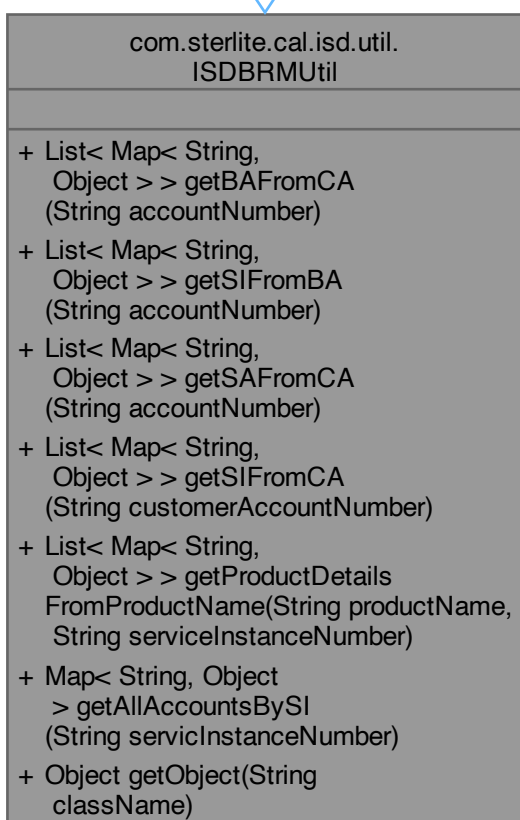 com.sterlite.cal.isd.util.
ISDBRMUtil
+ List< Map< String,
Object > > getBAFromCA
(String accountNumber)
+ List< Map< String,
Object > > getSIFromBA
(String accountNumber)
+ List< Map< String,
Object > > getSAFromCA
(String accountNumber)
+ List< Map< String,
Object > > getSIFromCA
(String customerAccountNumber)
+ List< Map< String,
Object > > getProductDetails
FromProductName(String productName,
String serviceInstanceNumber)
+ Map< String, Object
> getAllAccountsBySI
(String servicInstanceNumber)
+ Object getObject(String
className)